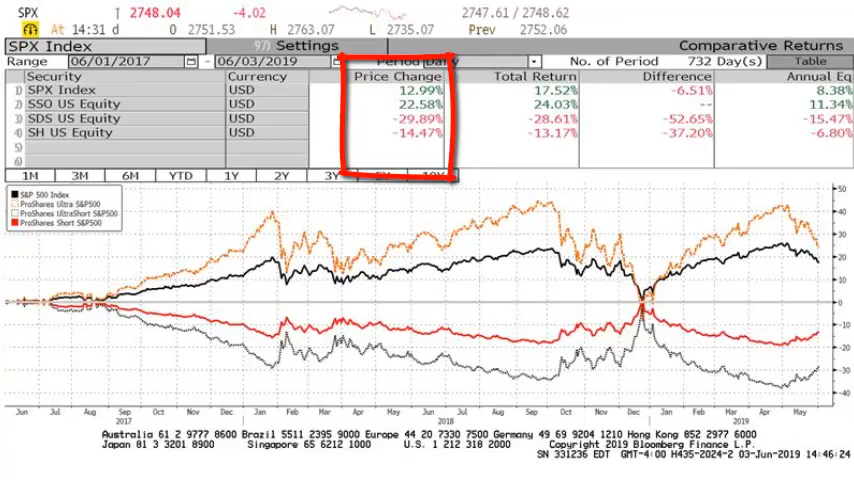 SPX ↑ 2748.04 -4.02 2747.61 / 2748.62
At 14:31 d O 2751.53 H 2763.07 L 2735.07 Prev 2752.06
SPX Index 97) Settings Comparative Returns
Range 06/01/2017 - 06/03/2019 Period Daily No. of Period 732 Day(s) Table
Security Currency Price Change Total Return Difference Annual Eq
1) SPX Index USD 12.99% 17.52% -6.51% 8.38%
2) SSO US Equity USD 22.58% 24.03% -- 11.34%
3) SDS US Equity USD -29.89% -28.61% -52.65% -15.47%
4) SH US Equity USD -14.47% -13.17% -37.20% -6.80%
5)
6)
1M 3M 6M YTD 1Y 2Y 3Y 5Y 10Y
S&P 500 Index
ProShares Ultra S&P500
ProShares UltraShort S&P500
ProShares Short S&P500
50
40
30
20
10
0
-10
-20
-30
-40
Jun Jul Aug Sep Oct Nov Dec Jan Feb Mar Apr May Jun Jul Aug Sep Oct Nov Dec Jan Feb Mar Apr May
2017 2018 2019
Australia 61 2 9777 8600 Brazil 5511 2395 9000 Europe 44 20 7330 7500 Germany 49 69 9204 1210 Hong Kong 852 2977 6000
Japan 81 3 3201 8900 Singapore 65 6212 1000 U.S. 1 212 318 2000 Copyright 2019 Bloomberg Finance L.P.
SN 331236 EDT GMT-4:00 H435-2024-2 03-Jun-2019 14:46:24